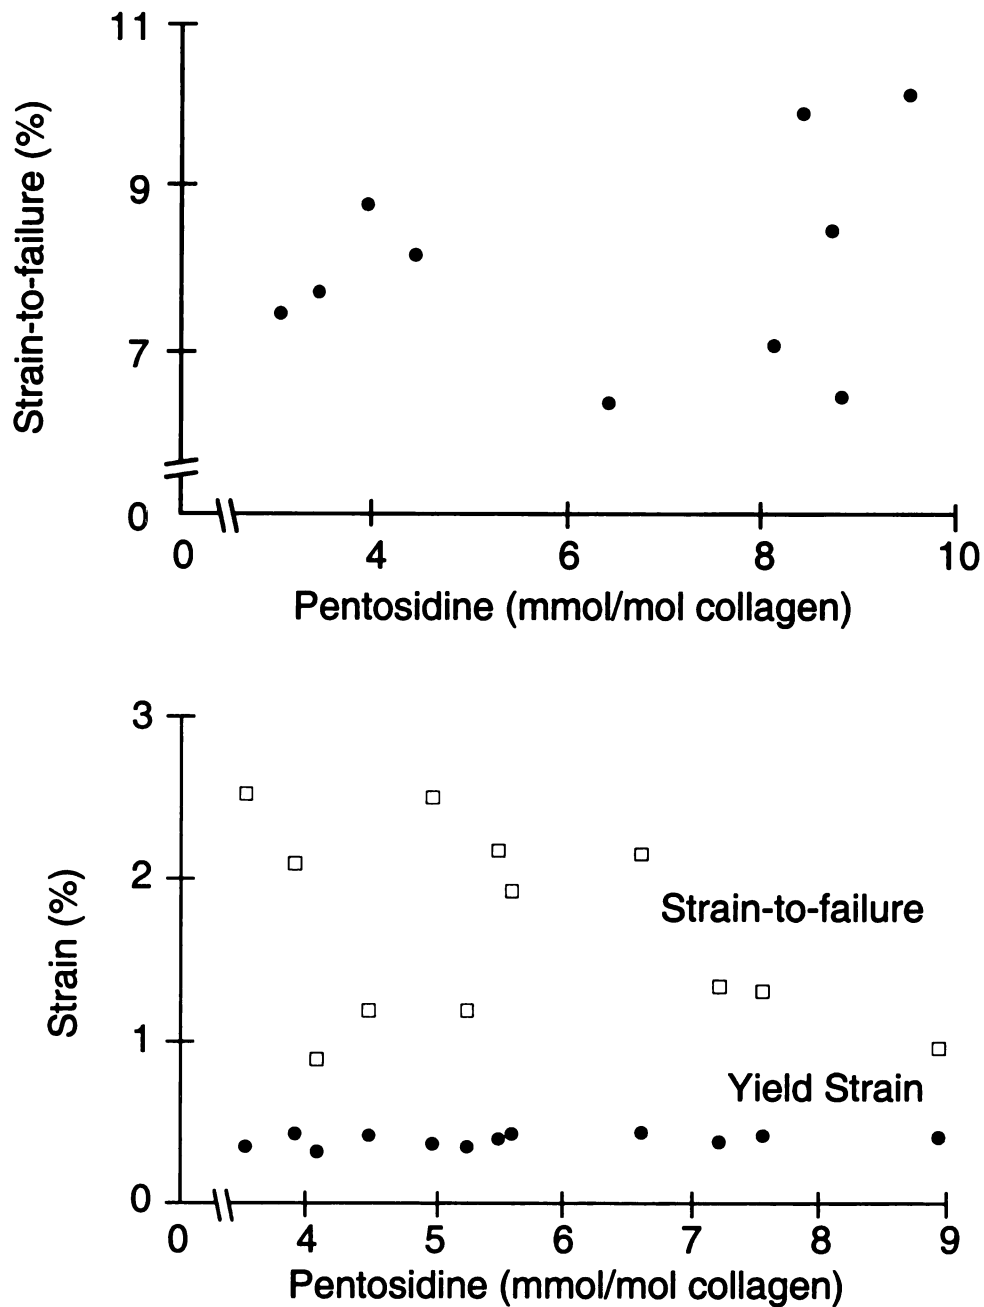 11
Strain-to-failure (%)
9
7
0
0 4 6 8 10
Pentosidine (mmol/mol collagen)
3
2
Strain (%)
Strain-to-failure
1
Yield Strain
0
0 4 5 6 7 8 9
Pentosidine (mmol/mol collagen)